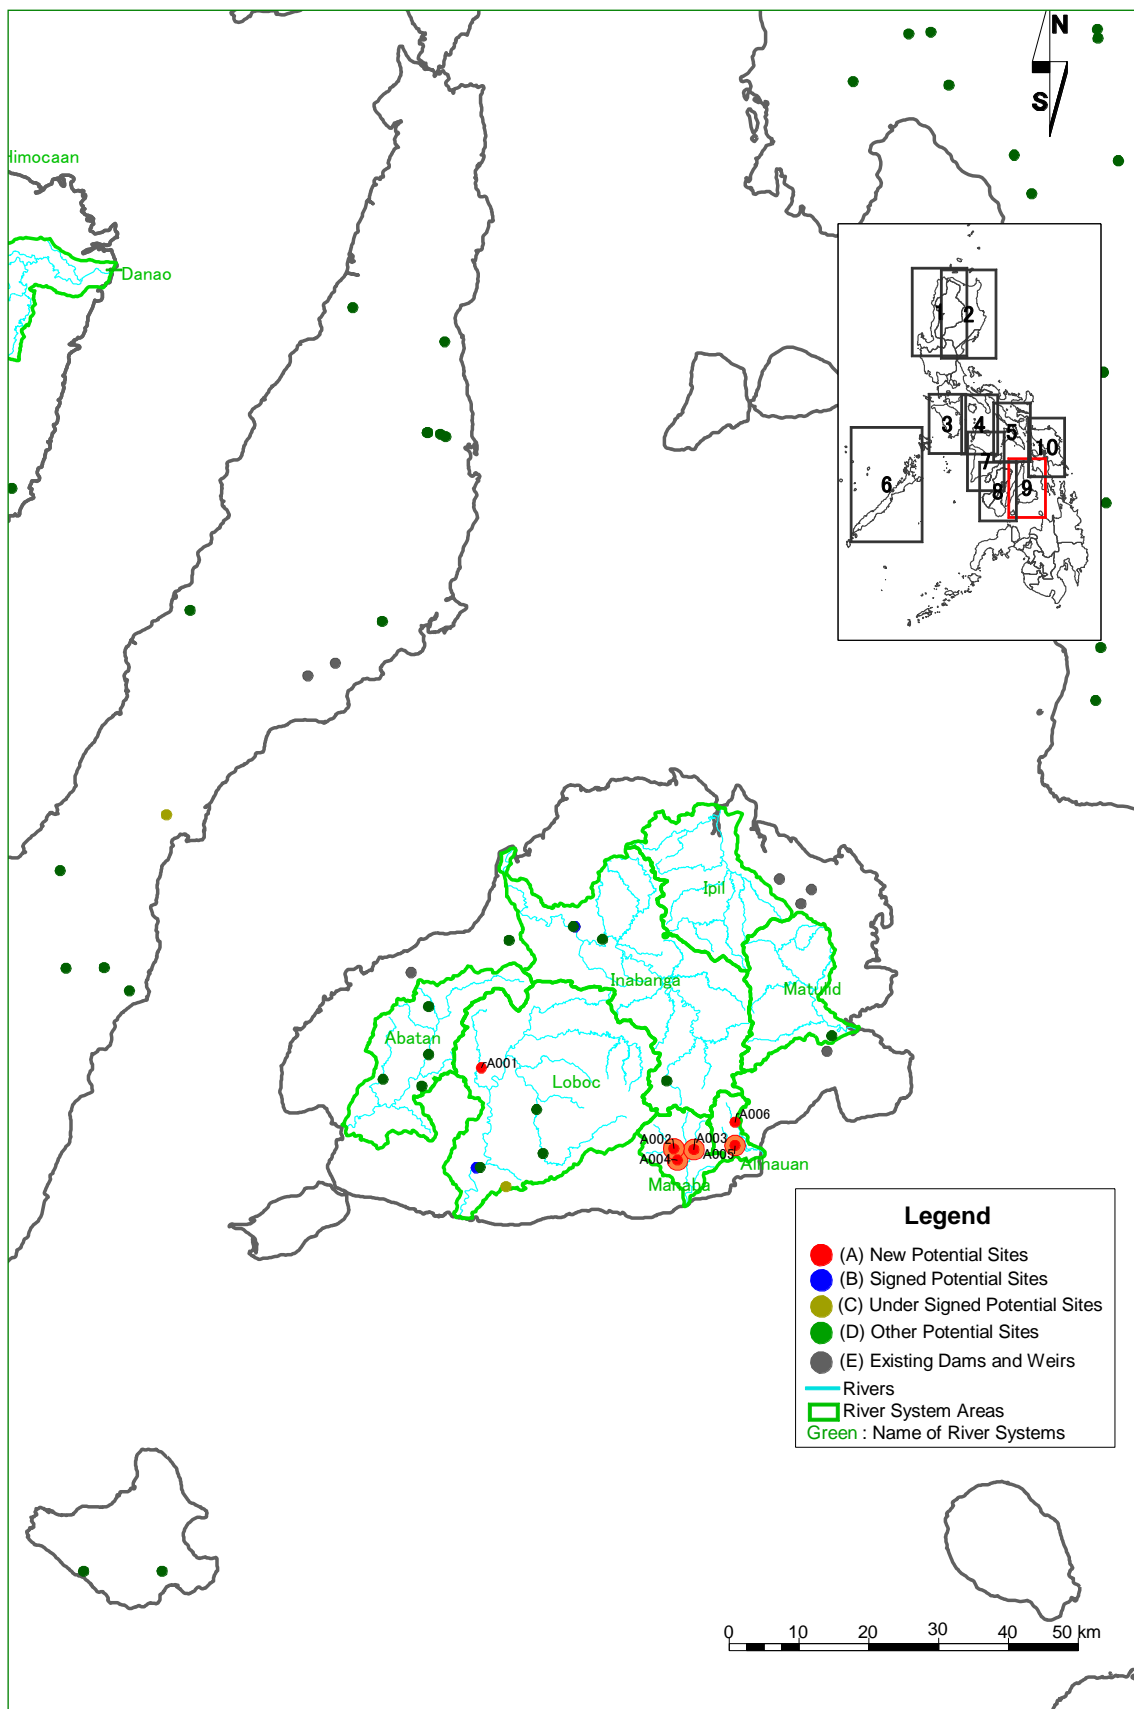 N
S
Himocaan
Danao
1
2
3
4
5
10
7
6
8
9
Ipil
Inabanga
Matulid
Abatan
A001
Loboc
A006
A002
A003
A004
A005
Alihauan
Manaba
Legend
(A) New Potential Sites
(B) Signed Potential Sites
(C) Under Signed Potential Sites
(D) Other Potential Sites
(E) Existing Dams and Weirs
Rivers
River System Areas
Green : Name of River Systems
0 10 20 30 40 50 km